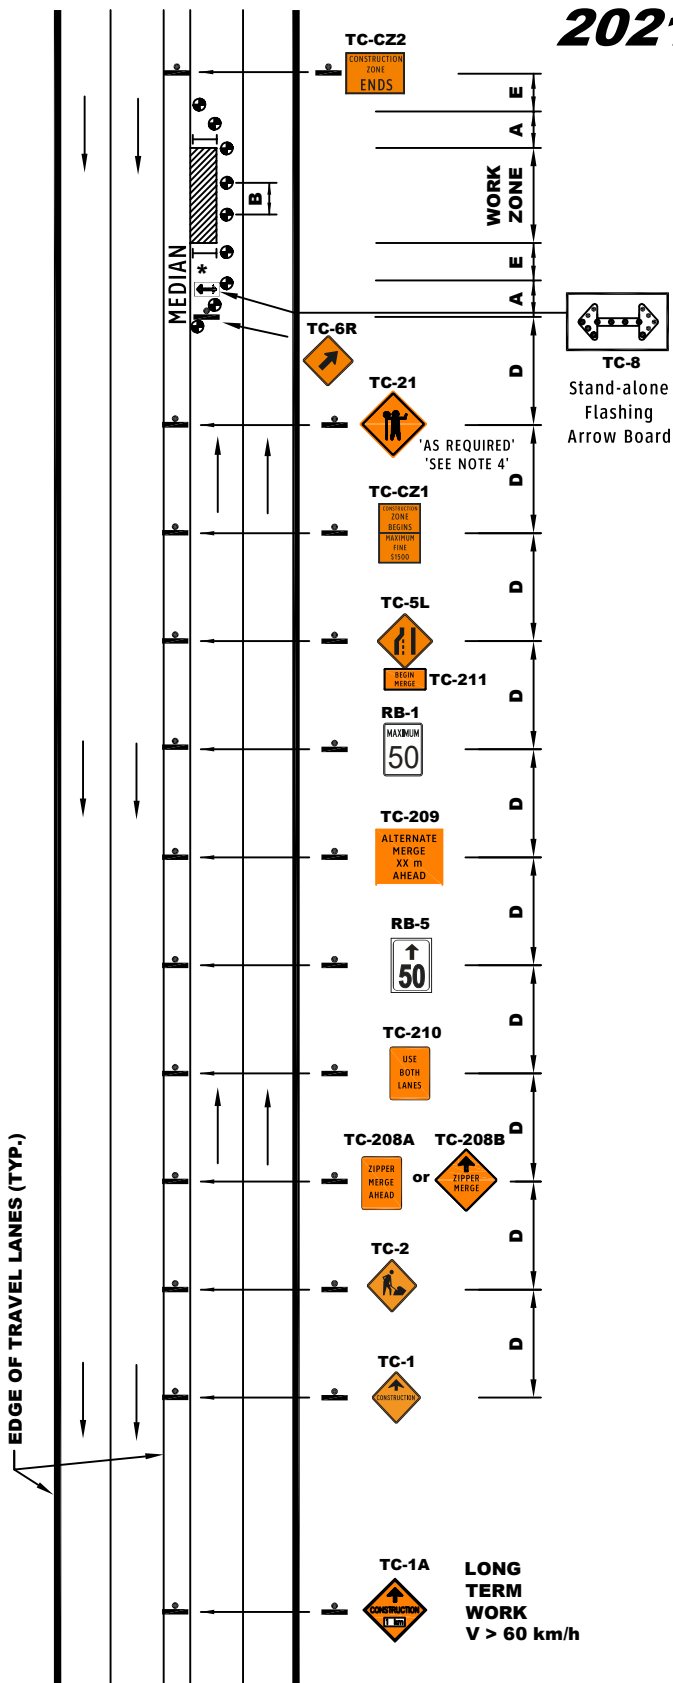 2021
TC-CZ2
CONSTRUCTION
ZONE
ENDS
E
A
WORK
ZONE
B
MEDIAN
*
E
A
TC-6R
TC-8
Stand-alone
Flashing
Arrow Board
D
TC-21
'AS REQUIRED'
'SEE NOTE 4'
D
TC-CZ1
CONSTRUCTION
ZONE
BEGINS
MAXIMUM
FINE
$1500
D
TC-5L
BEGIN
MERGE
TC-211
D
RB-1
MAXIMUM
50
D
TC-209
ALTERNATE
MERGE
XX m
AHEAD
D
RB-5
50
D
TC-210
USE
BOTH
LANES
D
TC-208A
ZIPPER
MERGE
AHEAD
or
TC-208B
ZIPPER
MERGE
D
TC-2
D
TC-1
CONSTRUCTION
EDGE OF TRAVEL LANES (TYP.)
TC-1A
CONSTRUCTION
1 km
LONG
TERM
WORK
V > 60 km/h